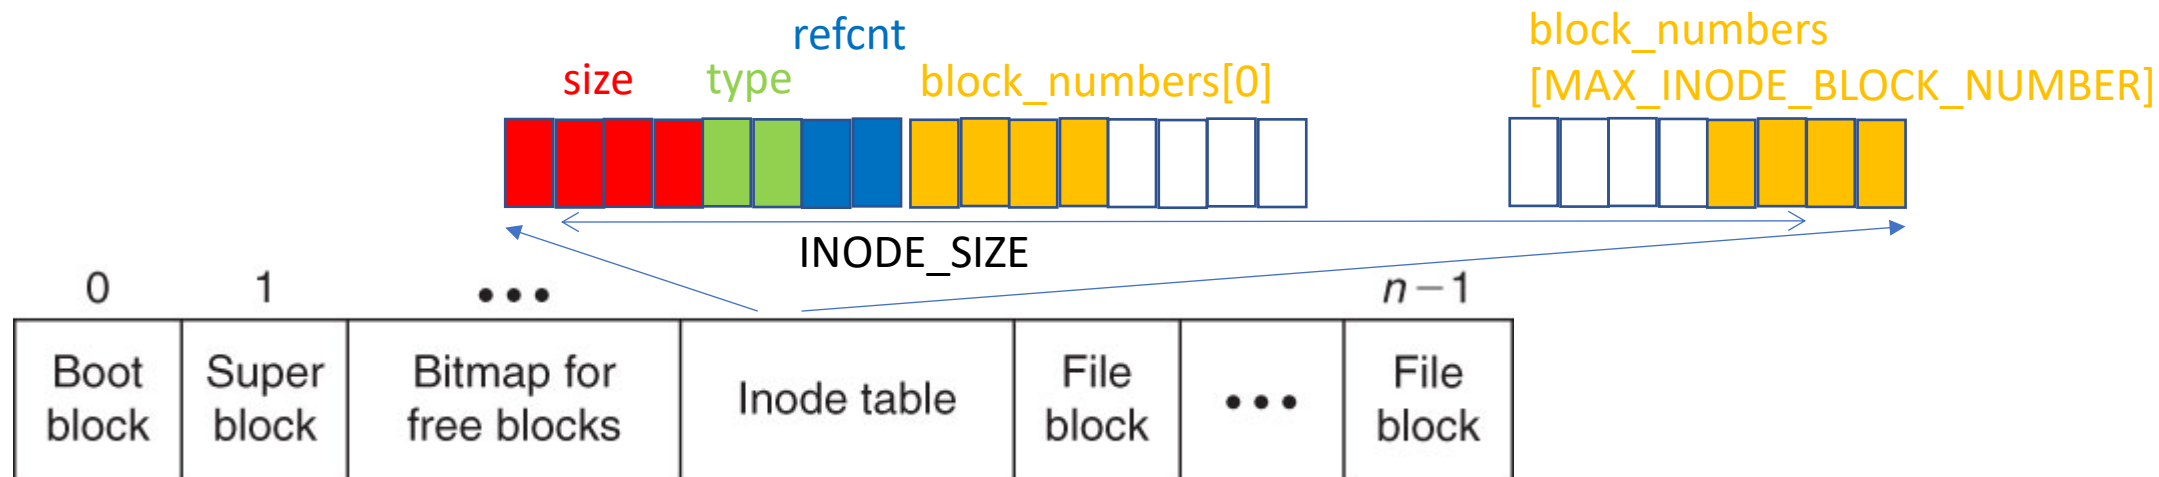 refcnt
block_numbers
size type block_numbers[0] [MAX_INODE_BLOCK_NUMBER]
INODE_SIZE
0 1 ••• n−1
Boot block
Super block
Bitmap for free blocks
Inode table
File block
•••
File block